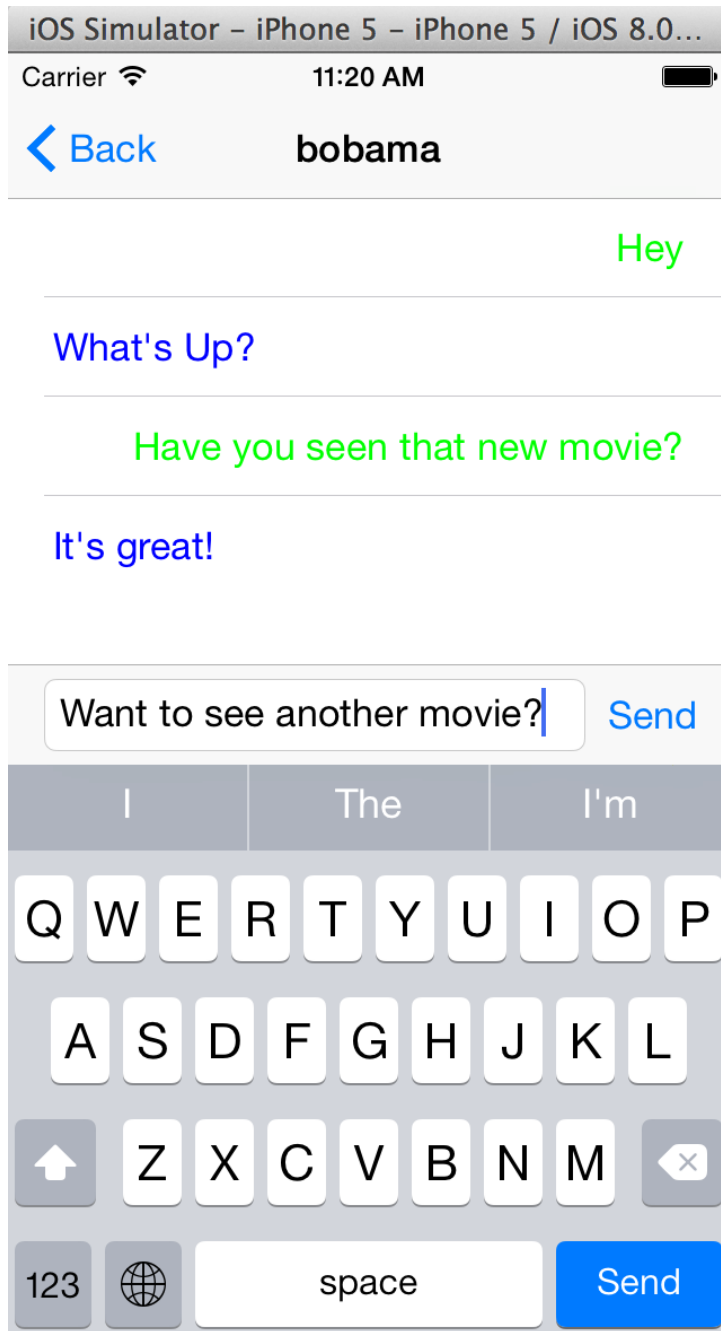 iOS Simulator – iPhone 5 – iPhone 5 / iOS 8.0...
Carrier 11:20 AM
Back bobama
Hey
What's Up?
Have you seen that new movie?
It's great!
Want to see another movie? Send
I The I'm
Q W E R T Y U I O P
A S D F G H J K L
Z X C V B N M
123 space Send